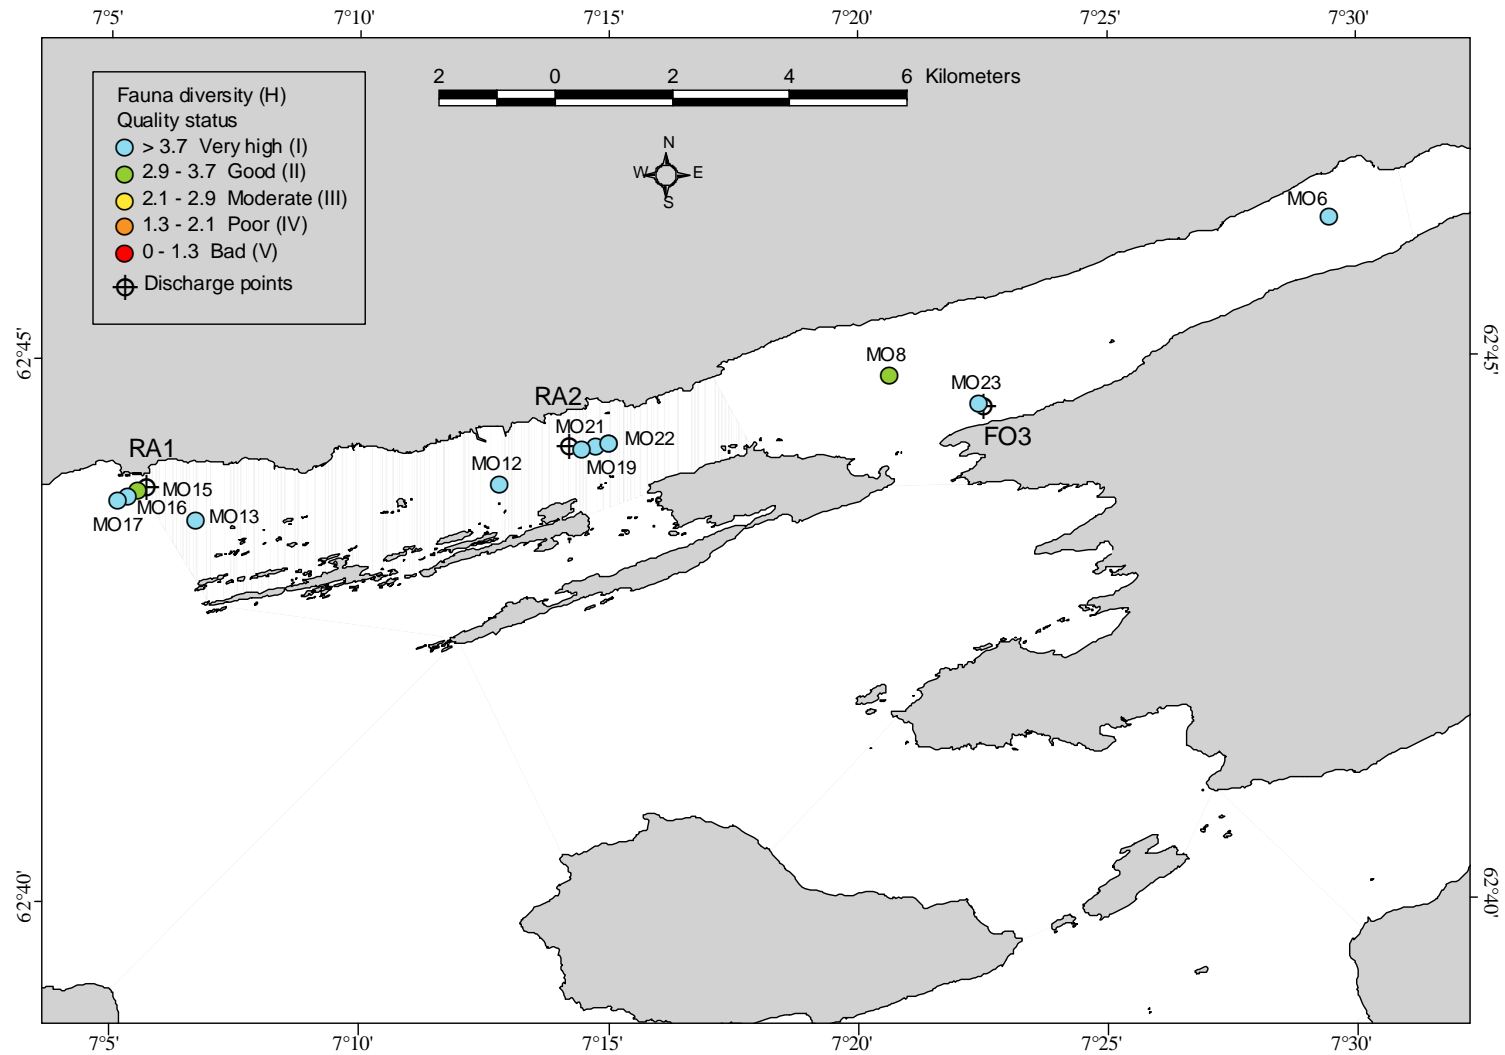 7°5' 7°10' 7°15' 7°20' 7°25' 7°30'
2 0 2 4 6 Kilometers
Fauna diversity (H)
Quality status
> 3.7 Very high (I)
2.9 - 3.7 Good (II)
2.1 - 2.9 Moderate (III)
1.3 - 2.1 Poor (IV)
0 - 1.3 Bad (V)
Discharge points
N
W E
S
MO6
62°45' 62°45'
MO8
MO23
RA2
MO21
FO3
MO22
RA1
MO12
MO19
MO15
MO16
MO13
MO17
62°40' 62°40'
7°5' 7°10' 7°15' 7°20' 7°25' 7°30'